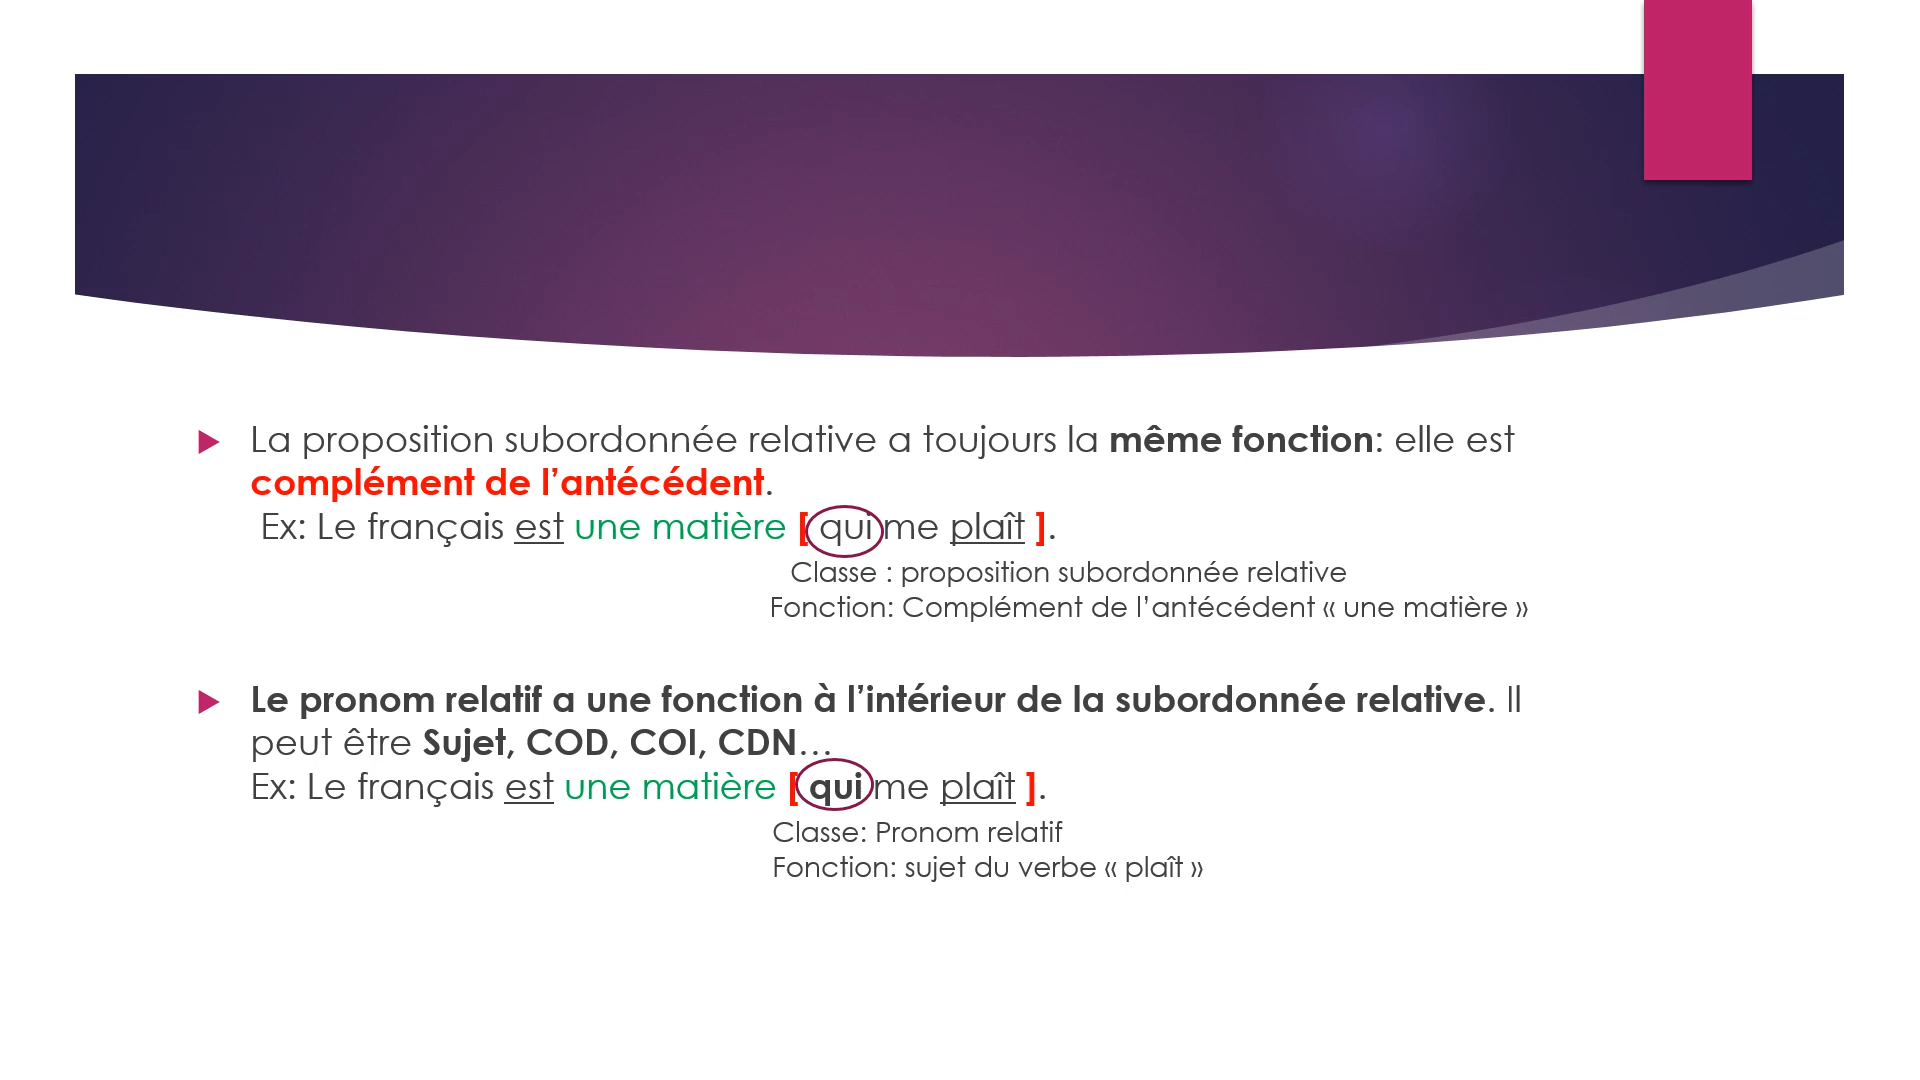 La proposition subordonnée relative a toujours la même fonction: elle est
complément de l’antécédent.
Ex: Le français est une matière [ qui me plaît ].
Classe : proposition subordonnée relative
Fonction: Complément de l’antécédent « une matière »
Le pronom relatif a une fonction à l’intérieur de la subordonnée relative. Il
peut être Sujet, COD, COI, CDN…
Ex: Le français est une matière [ qui me plaît ].
Classe: Pronom relatif
Fonction: sujet du verbe « plaît »